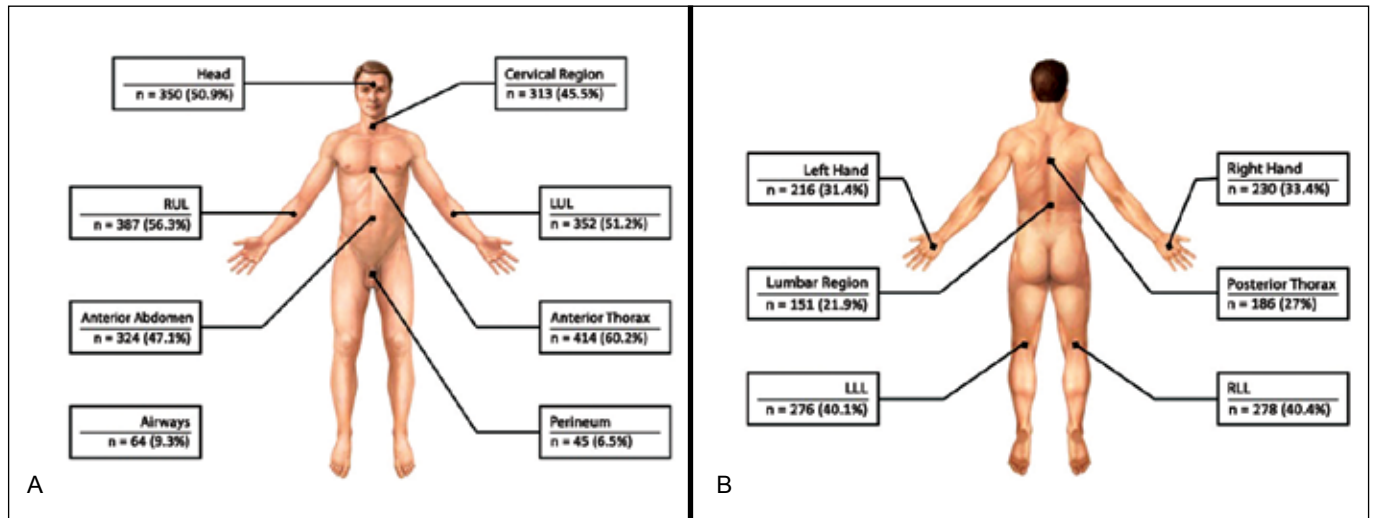 Head
n = 350 (50.9%)
Cervical Region
n = 313 (45.5%)
RUL
n = 387 (56.3%)
LUL
n = 352 (51.2%)
Anterior Abdomen
n = 324 (47.1%)
Anterior Thorax
n = 414 (60.2%)
Airways
n = 64 (9.3%)
Perineum
n = 45 (6.5%)
A
Left Hand
n = 216 (31.4%)
Right Hand
n = 230 (33.4%)
Lumbar Region
n = 151 (21.9%)
Posterior Thorax
n = 186 (27%)
LLL
n = 276 (40.1%)
RLL
n = 278 (40.4%)
B